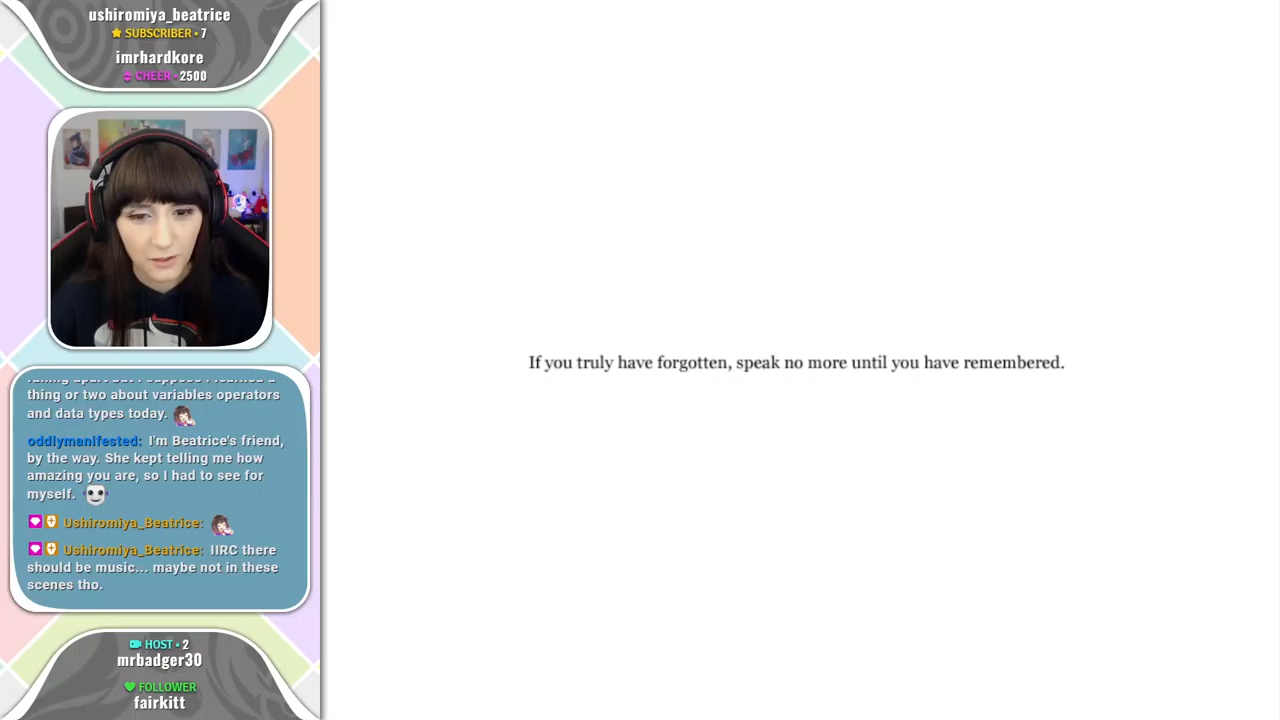 ushiromiya_beatrice
SUBSCRIBER • 7
imrhardkore
CHEER • 2500
If you truly have forgotten, speak no more until you have remembered.
thing or two about variables operators
and data types today.
oddlymanifested: I'm Beatrice's friend,
by the way. She kept telling me how
amazing you are, so I had to see for
myself.
Ushiromiya_Beatrice:
Ushiromiya_Beatrice: IIRC there
should be music... maybe not in these
scenes tho.
HOST • 2
mrbadger30
FOLLOWER
fairkitt